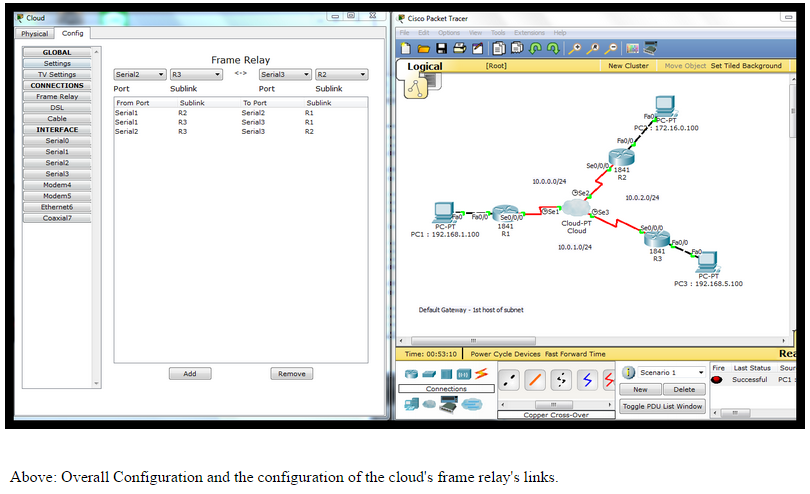 Cloud
Physical Config
GLOBAL
Settings
TV Settings
CONNECTIONS
Frame Relay
DSL
Cable
INTERFACE
Serial0
Serial1
Serial2
Serial3
Modem4
Modem5
Ethernet6
Coaxial7
Frame Relay
Serial2 R3 <-> Serial3 R2
Port Sublink Port Sublink
From Port Sublink To Port Sublink
Serial1 R2 Serial2 R1
Serial1 R3 Serial3 R1
Serial2 R3 Serial3 R2
Add Remove
Cisco Packet Tracer
File Edit Options View Tools Extensions Help
Logical [Root] New Cluster Move Object Set Tiled Background
Fa0
PC-PT
PC2 : 172.16.0.100
Fa0/0
Se0/0/0
1841
R2
10.0.0.0/24
Se2
10.0.2.0/24
Fa0 Fa0/0 Se0/0/0 Se1 Se3
PC-PT
PC1 : 192.168.1.100
1841
R1
Cloud-PT
Cloud
Se0/0/0
10.0.1.0/24
Fa0/0
1841
R3
Fa0
PC-PT
PC3 : 192.168.5.100
Default Gateway - 1st host of subnet
Time: 00:53:10 Power Cycle Devices Fast Forward Time Rea
Connections
Copper Cross-Over
Scenario 1
New Delete
Toggle PDU List Window
Fire Last Status Sour
Successful PC1
Above: Overall Configuration and the configuration of the cloud's frame relay's links.